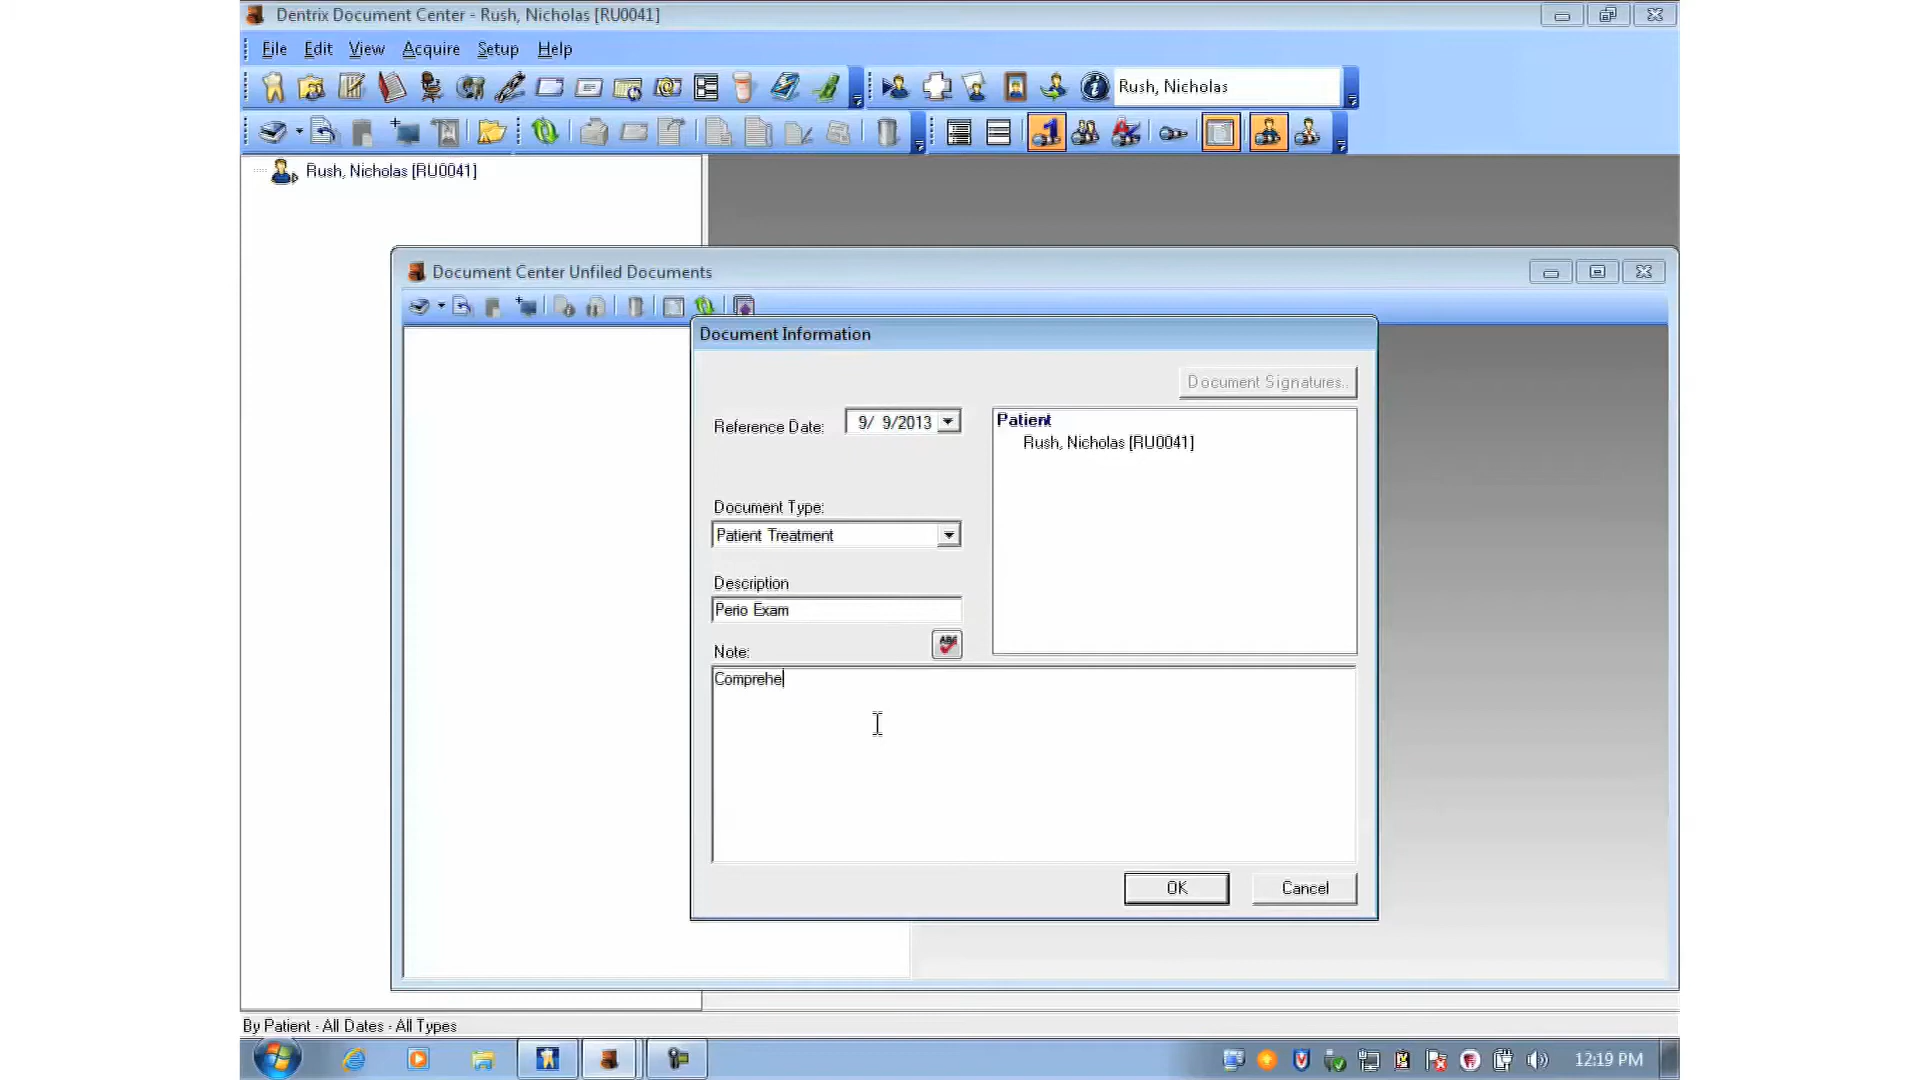 Dentrix Document Center - Rush, Nicholas [RU0041]
File Edit View Acquire Setup Help
Rush, Nicholas
Rush, Nicholas [RU0041]
Document Center Unfiled Documents
Document Information
Document Signatures..
Reference Date: 9/ 9/2013
Patient
Rush, Nicholas [RU0041]
Document Type:
Patient Treatment
Description
Perio Exam
Note:
Comprehe
OK Cancel
By Patient - All Dates - All Types
12:19 PM